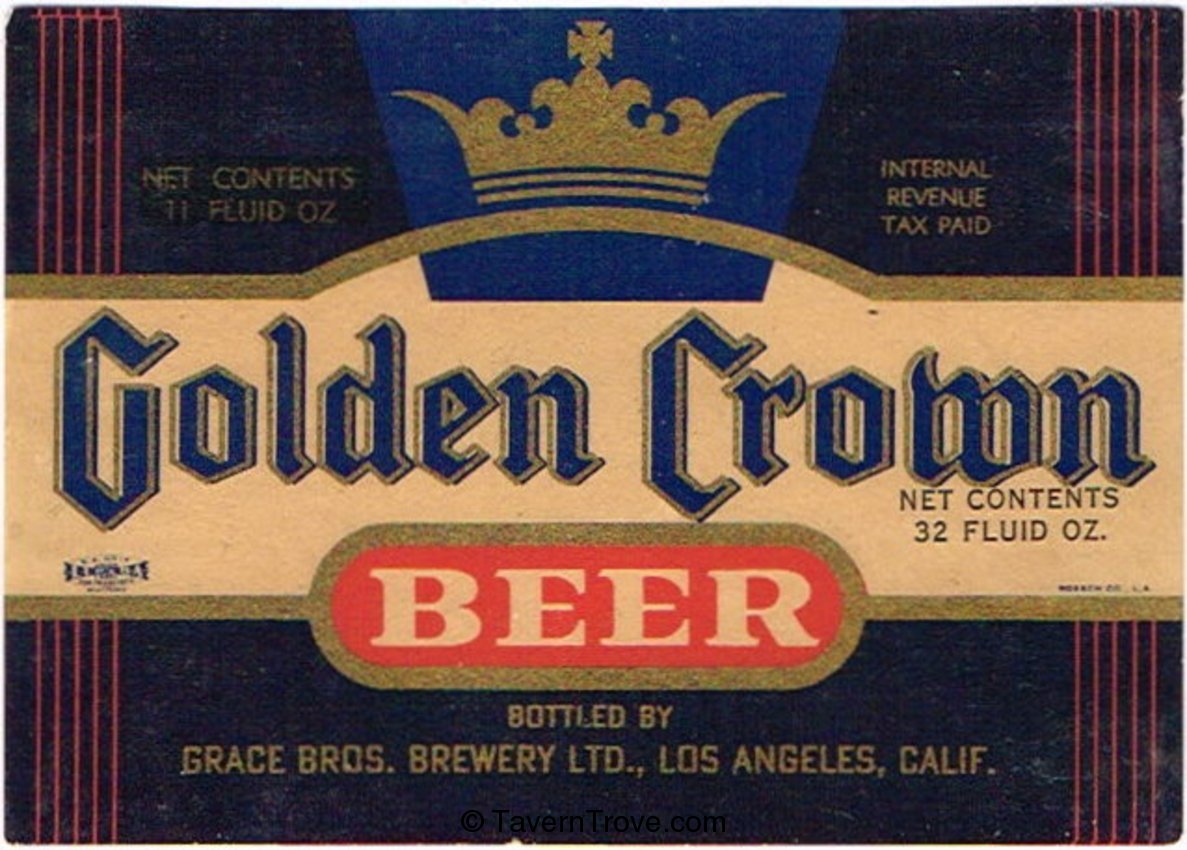 NET CONTENTS
11 FLUID OZ
INTERNAL
REVENUE
TAX PAID
Golden Crown
NET CONTENTS
32 FLUID OZ.
BEER
BOTTLED BY
GRACE BROS. BREWERY LTD., LOS ANGELES, CALIF.
© TavernTrove.com